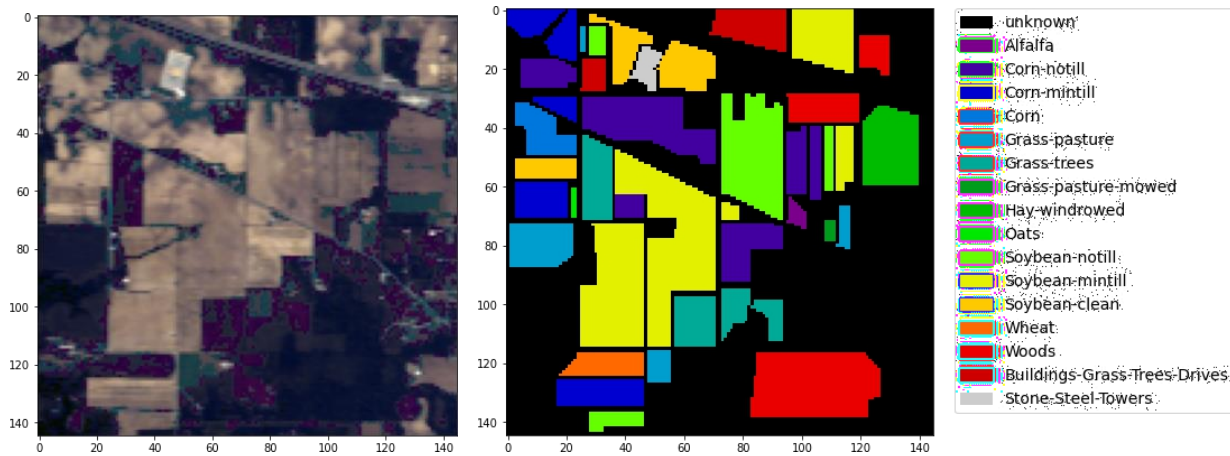 0
20
40
60
80
100
120
140
0 20 40 60 80 100 120 140
0
20
40
60
80
100
120
140
0 20 40 60 80 100 120 140
unknown
Alfalfa
Corn-notill
Corn-mintill
Corn
Grass-pasture
Grass-trees
Grass-pasture-mowed
Hay-windrowed
Oats
Soybean-notill
Soybean-mintill
Soybean-clean
Wheat
Woods
Buildings-Grass-Trees-Drives
Stone-Steel-Towers